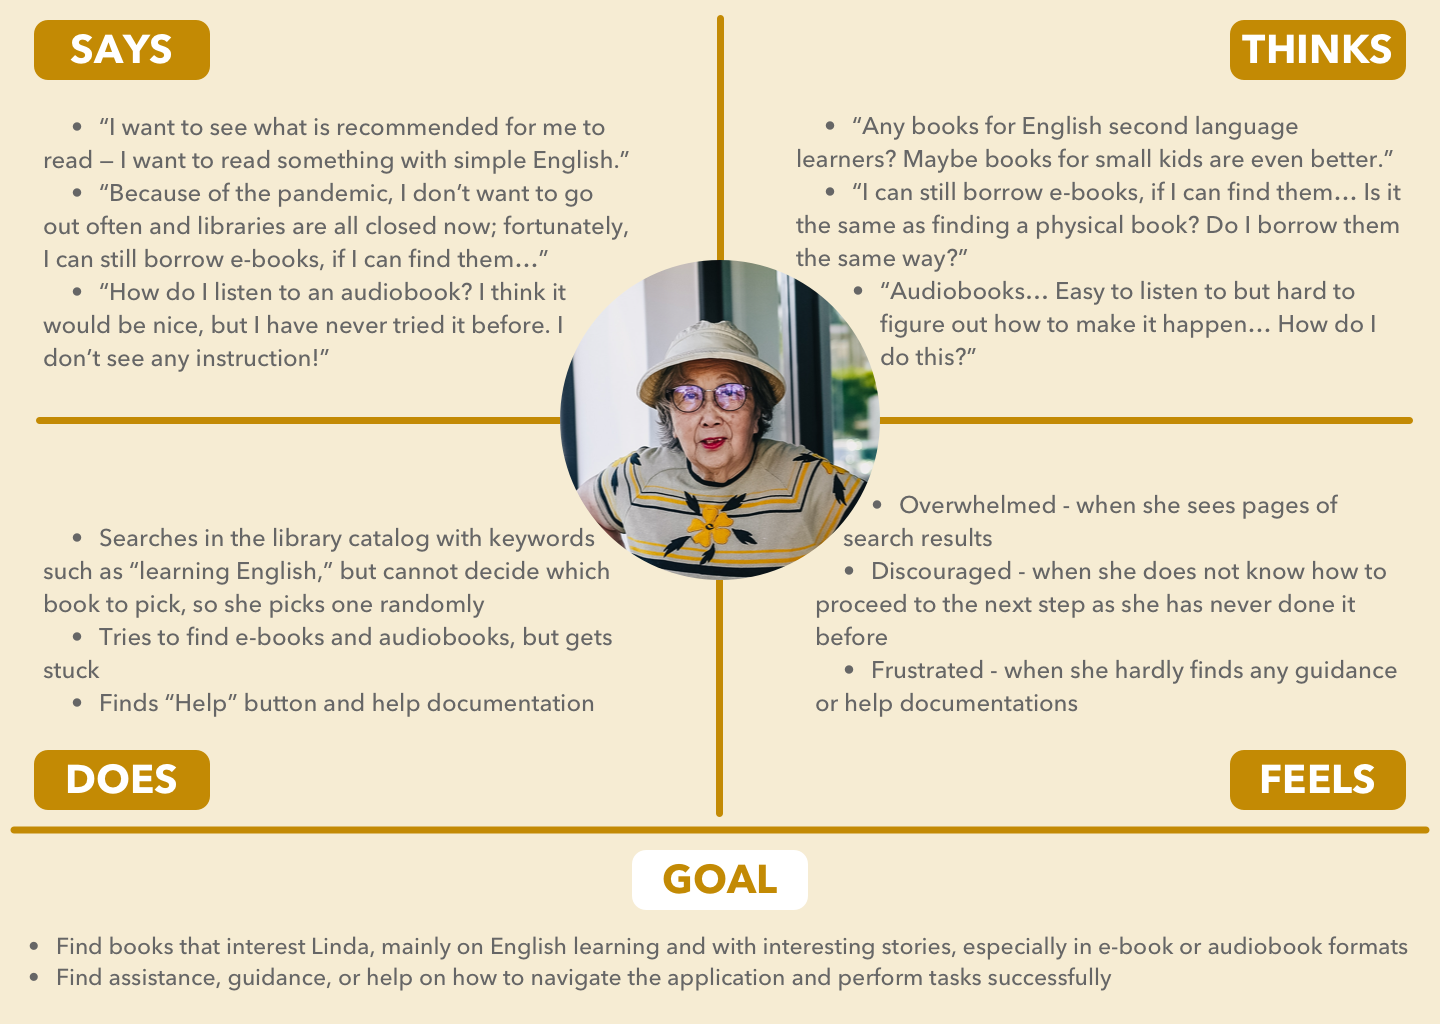 SAYS
• “I want to see what is recommended for me to
read – I want to read something with simple English.”
• “Because of the pandemic, I don’t want to go
out often and libraries are all closed now; fortunately,
I can still borrow e-books, if I can find them…”
• “How do I listen to an audiobook? I think it
would be nice, but I have never tried it before. I
don’t see any instruction!”
THINKS
• “Any books for English second language
learners? Maybe books for small kids are even better.”
• “I can still borrow e-books, if I can find them… Is it
the same as finding a physical book? Do I borrow them
the same way?”
• “Audiobooks… Easy to listen to but hard to
figure out how to make it happen… How do I
do this?”
• Searches in the library catalog with keywords
such as “learning English,” but cannot decide which
book to pick, so she picks one randomly
• Tries to find e-books and audiobooks, but gets
stuck
• Finds “Help” button and help documentation
DOES
• Overwhelmed - when she sees pages of
search results
• Discouraged - when she does not know how to
proceed to the next step as she has never done it
before
• Frustrated - when she hardly finds any guidance
or help documentations
FEELS
GOAL
• Find books that interest Linda, mainly on English learning and with interesting stories, especially in e-book or audiobook formats
• Find assistance, guidance, or help on how to navigate the application and perform tasks successfully